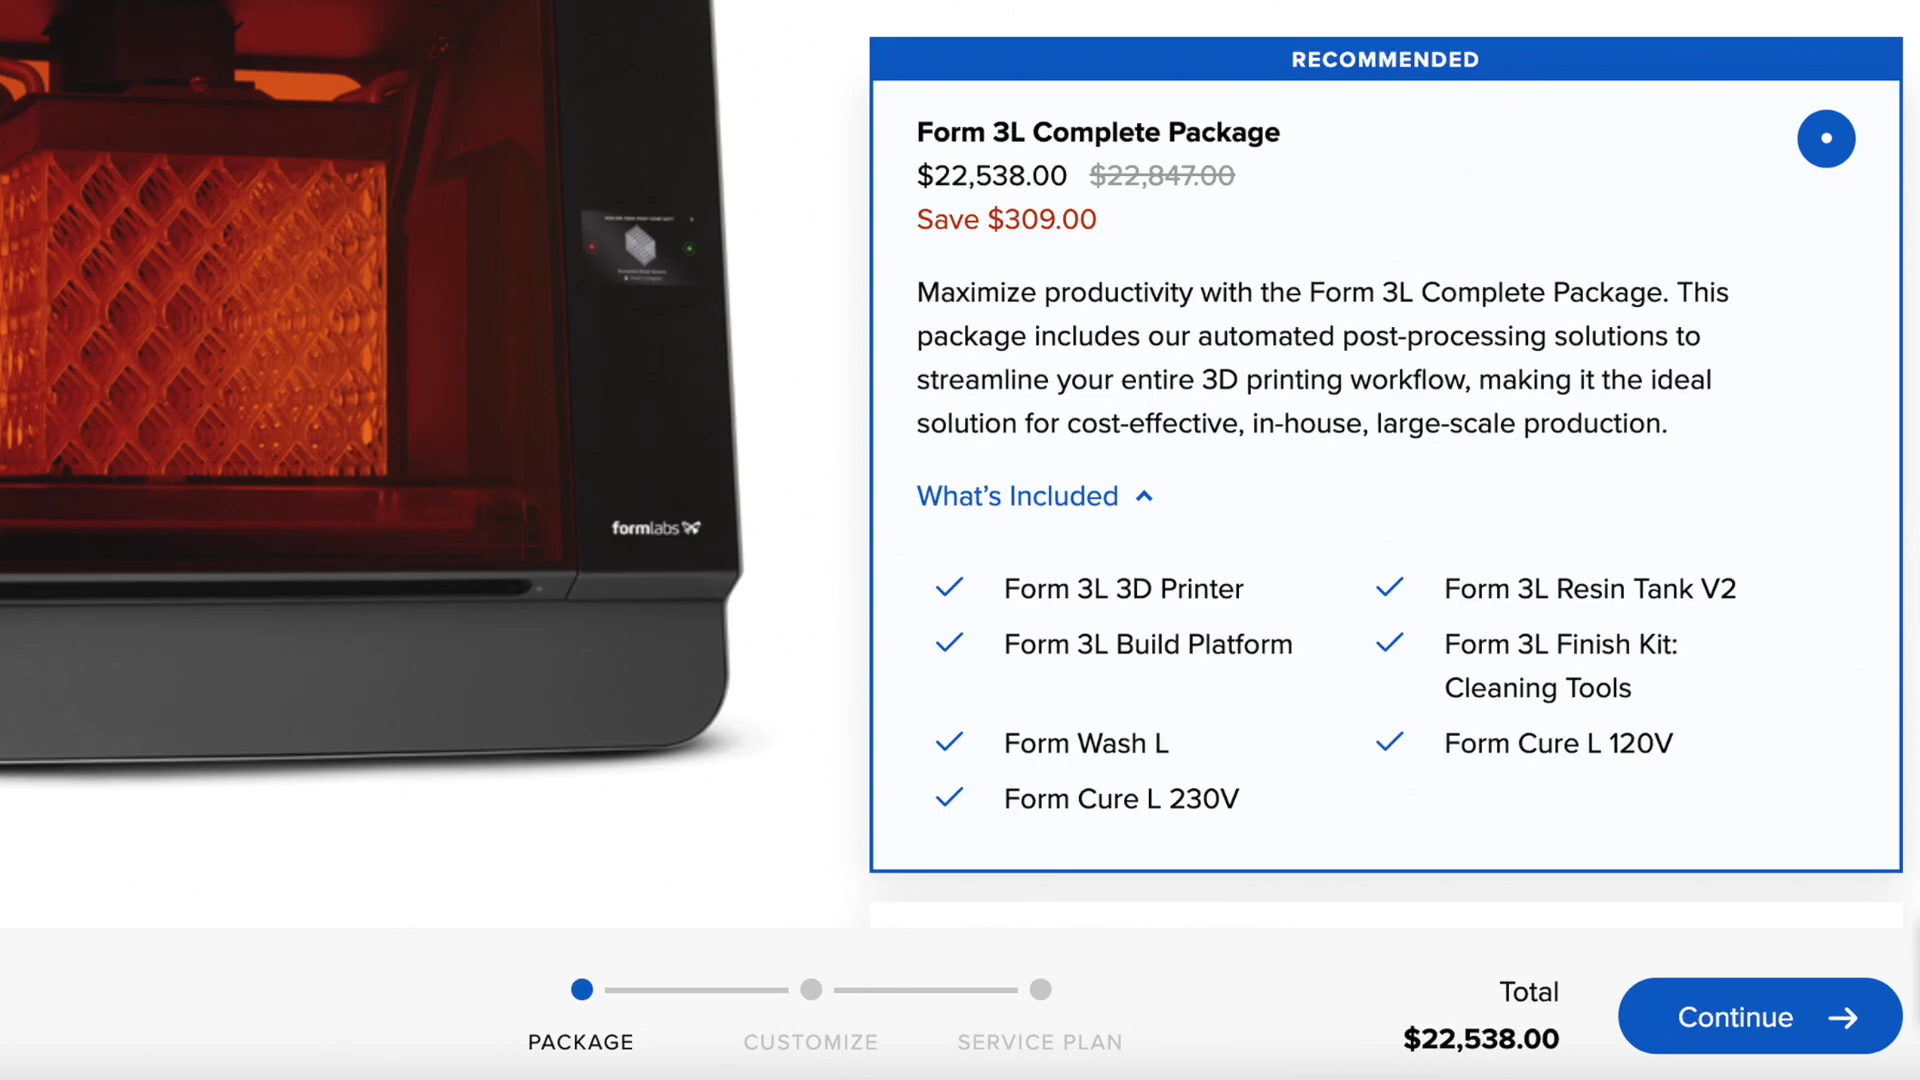 RECOMMENDED
Form 3L Complete Package
$22,538.00 $22,847.00
Save $309.00
Maximize productivity with the Form 3L Complete Package. This
package includes our automated post-processing solutions to
streamline your entire 3D printing workflow, making it the ideal
solution for cost-effective, in-house, large-scale production.
What’s Included
Form 3L 3D Printer
Form 3L Resin Tank V2
Form 3L Build Platform
Form 3L Finish Kit:
Cleaning Tools
Form Wash L
Form Cure L 120V
Form Cure L 230V
formlabs
PACKAGE
CUSTOMIZE
SERVICE PLAN
Total
$22,538.00
Continue